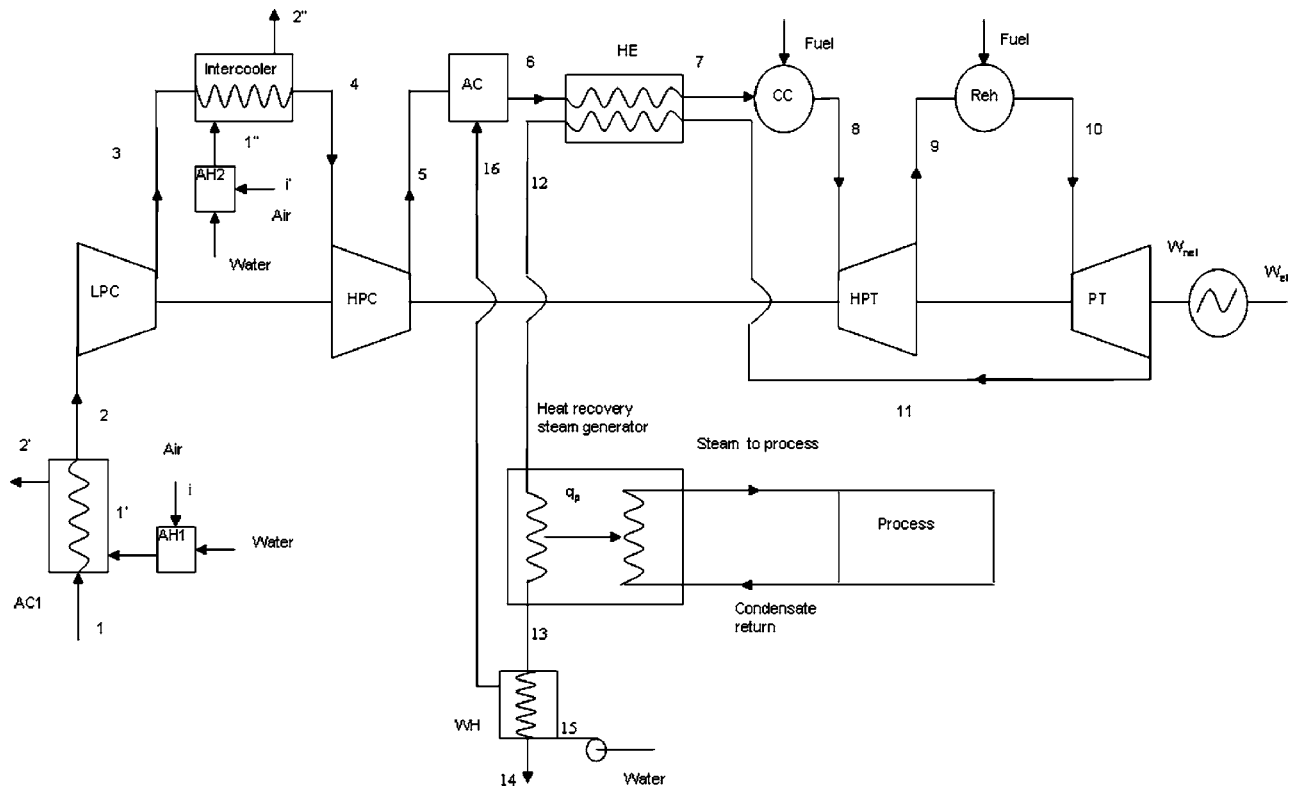 2"
Intercooler
4
3
1"
AH2
i'
Air
Water
AC
6
HE
7
Fuel
CC
8
Fuel
Reh
9
10
5
16
12
LPC
HPC
HPT
PT
W_net
W_el
11
2
2'
Air
i
1'
AH1
Water
AC1
1
Heat recovery
steam generator
Steam to process
q_p
Process
Condensate
return
13
WH
15
14
Water